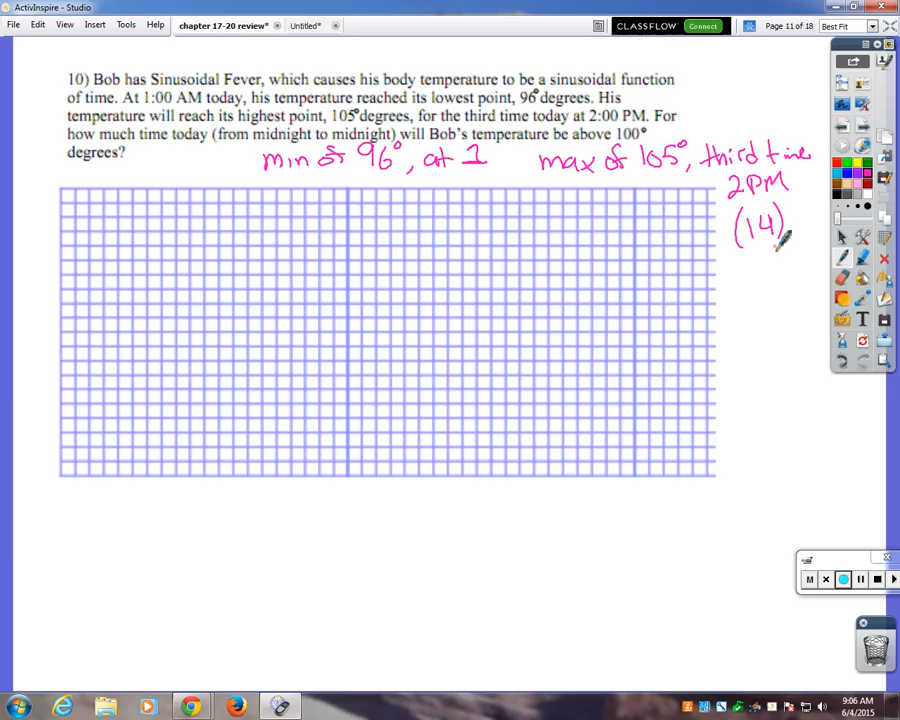 ActivInspire - Studio
File Edit View Insert Tools Help
chapter 17-20 review*
Untitled*
CLASSFLOW Connect
Page 11 of 18
Best Fit
10) Bob has Sinusoidal Fever, which causes his body temperature to be a sinusoidal function
of time. At 1:00 AM today, his temperature reached its lowest point, 96° degrees. His
temperature will reach its highest point, 105° degrees, for the third time today at 2:00 PM. For
how much time today (from midnight to midnight) will Bob's temperature be above 100°
degrees?
min of 96°, at 1
max of 105°, third time
2PM
(14)
M
9:06 AM
6/4/2015